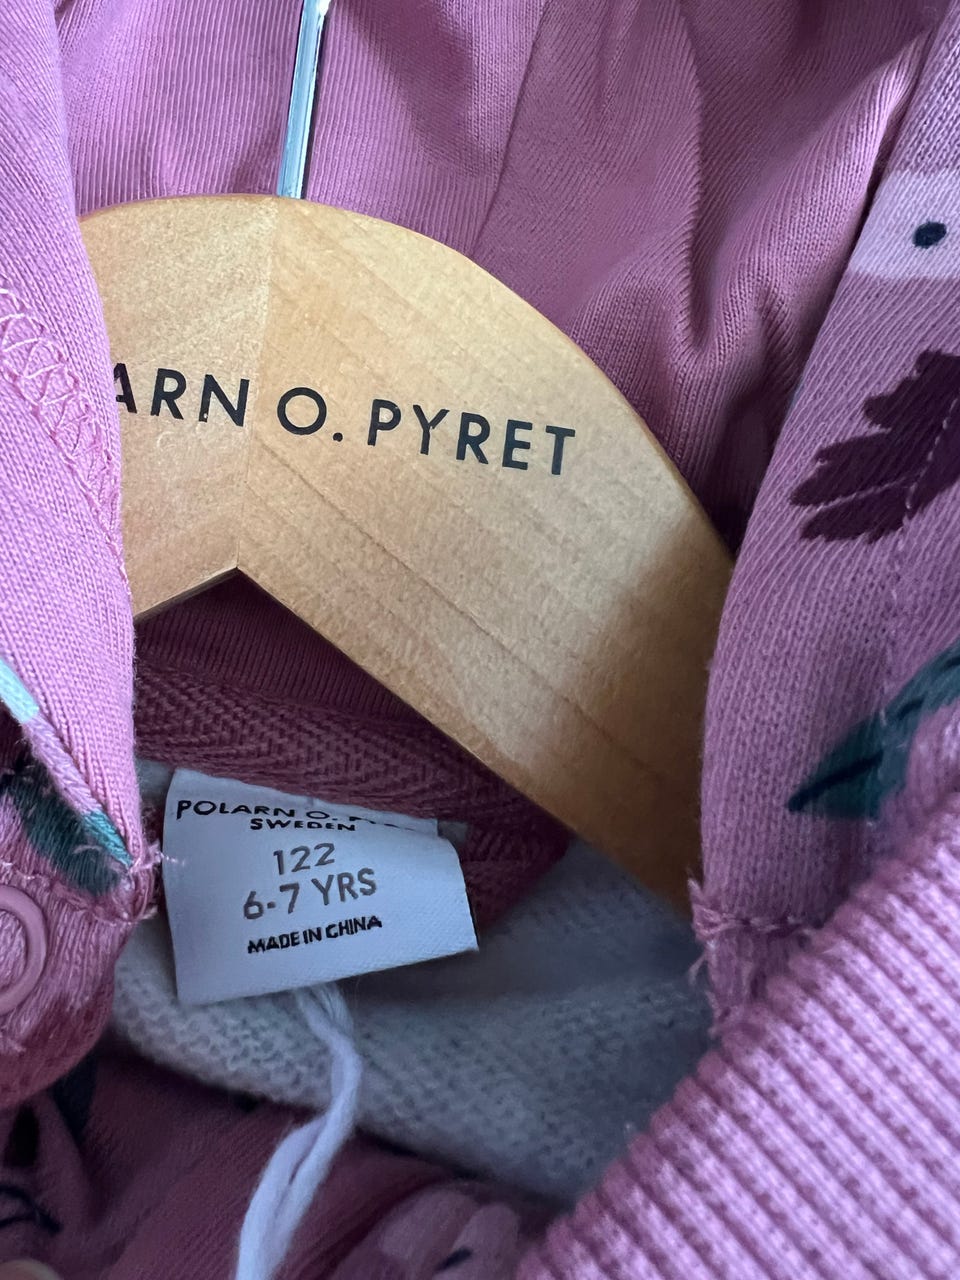 ARN O. PYRET
POLARN O.
SWEDEN
122
6-7 YRS
MADE IN CHINA